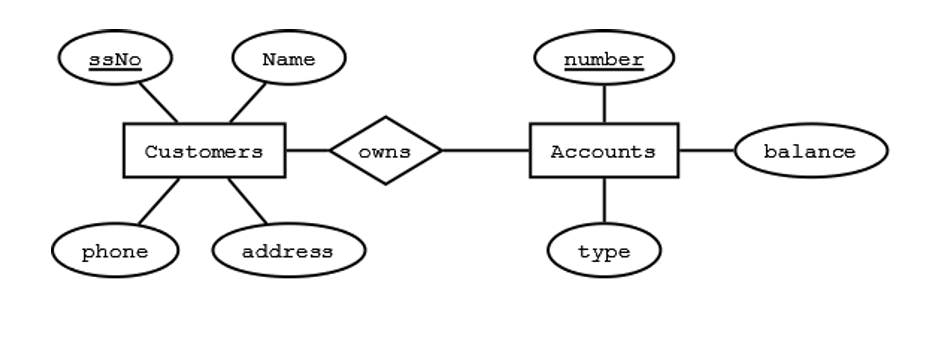 ssNo
Name
number
Customers
owns
Accounts
balance
phone
address
type